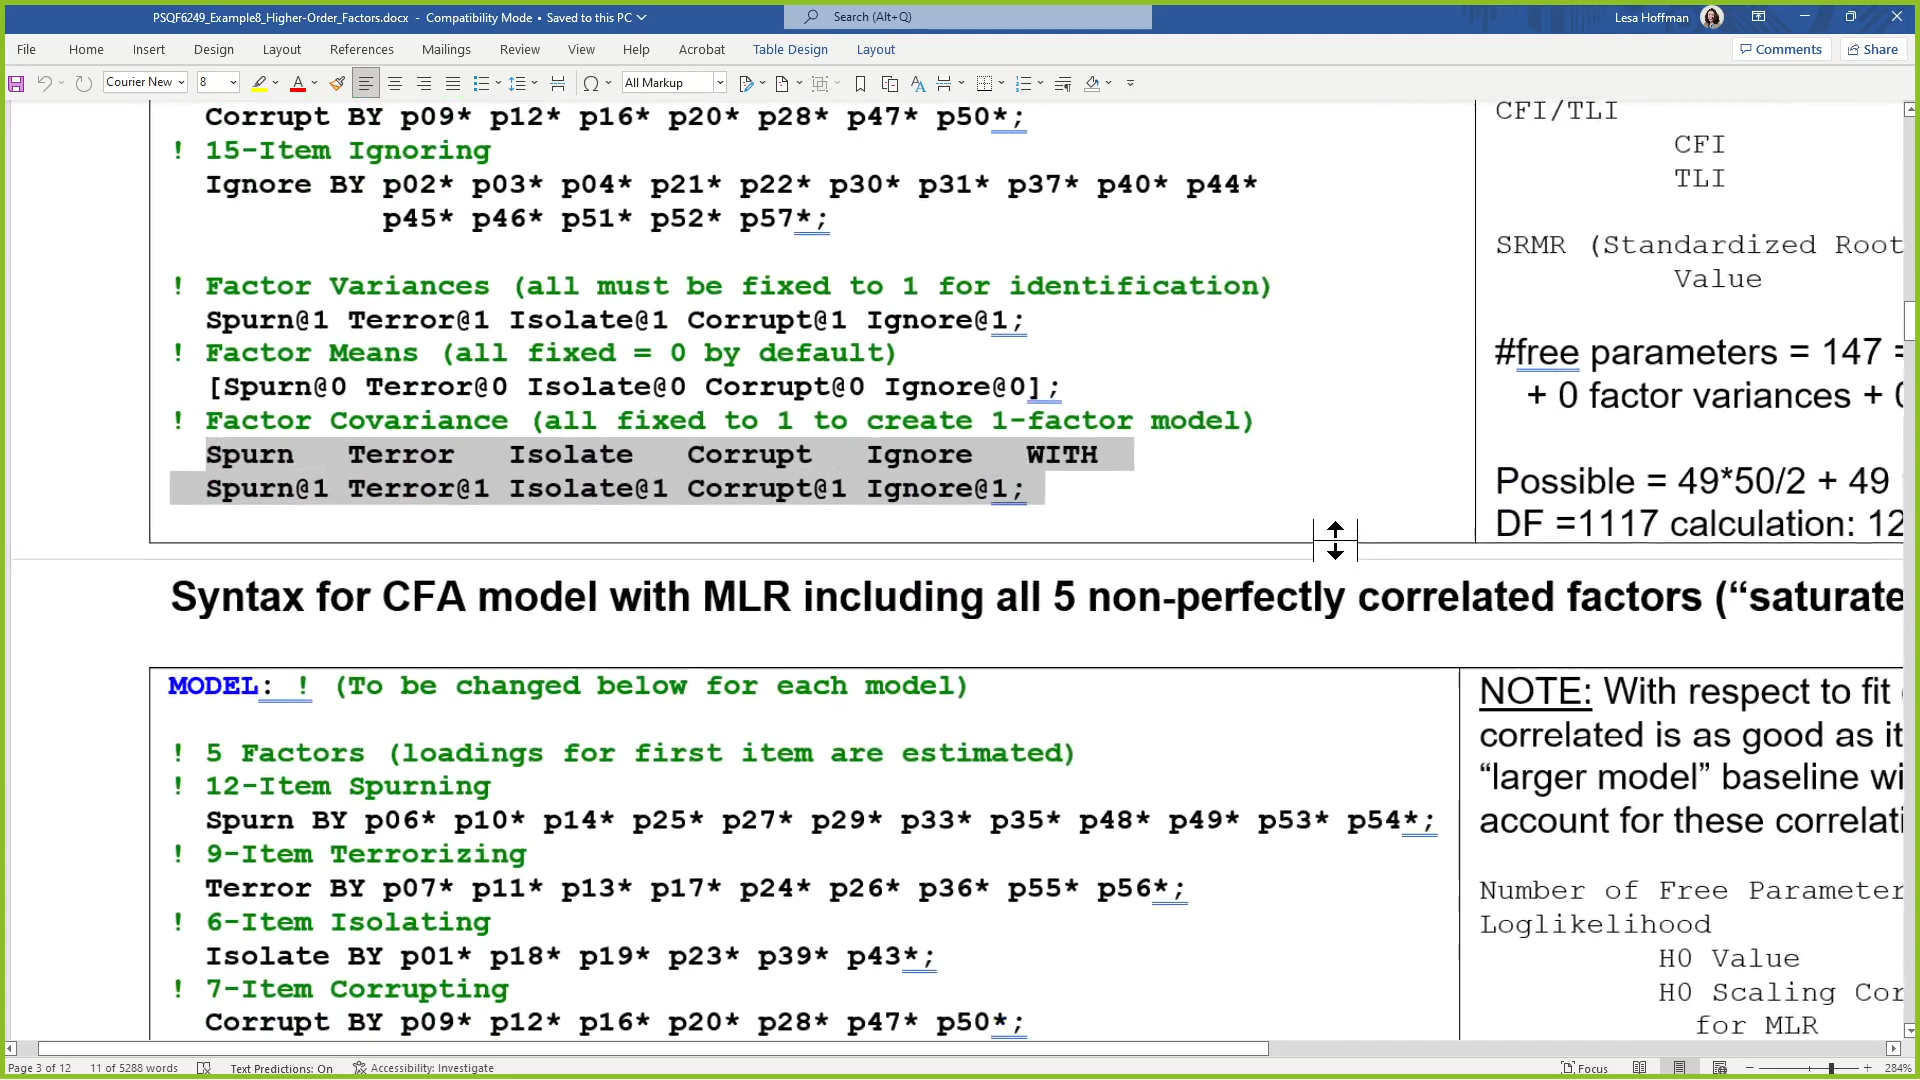 PSQF6249_Example8_Higher-Order_Factors.docx - Compatibility Mode • Saved to this PC
Search (Alt+Q)
Lesa Hoffman
File Home Insert Design Layout References Mailings Review View Help Acrobat Table Design Layout
Comments Share
Courier New 8 All Markup
Corrupt BY p09* p12* p16* p20* p28* p47* p50*;
! 15-Item Ignoring
Ignore BY p02* p03* p04* p21* p22* p30* p31* p37* p40* p44*
p45* p46* p51* p52* p57*;
! Factor Variances (all must be fixed to 1 for identification)
Spurn@1 Terror@1 Isolate@1 Corrupt@1 Ignore@1;
! Factor Means (all fixed = 0 by default)
[Spurn@0 Terror@0 Isolate@0 Corrupt@0 Ignore@0];
! Factor Covariance (all fixed to 1 to create 1-factor model)
Spurn Terror Isolate Corrupt Ignore WITH
Spurn@1 Terror@1 Isolate@1 Corrupt@1 Ignore@1;
CFI/TLI
CFI
TLI
SRMR (Standardized Root
Value
#free parameters = 147 =
+ 0 factor variances + 0
Possible = 49*50/2 + 49
DF =1117 calculation: 12
Syntax for CFA model with MLR including all 5 non-perfectly correlated factors (“saturate
MODEL: ! (To be changed below for each model)
! 5 Factors (loadings for first item are estimated)
! 12-Item Spurning
Spurn BY p06* p10* p14* p25* p27* p29* p33* p35* p48* p49* p53* p54*;
! 9-Item Terrorizing
Terror BY p07* p11* p13* p17* p24* p26* p36* p55* p56*;
! 6-Item Isolating
Isolate BY p01* p18* p19* p23* p39* p43*;
! 7-Item Corrupting
Corrupt BY p09* p12* p16* p20* p28* p47* p50*;
NOTE: With respect to fit
correlated is as good as it
“larger model” baseline wi
account for these correlati
Number of Free Parameter
Loglikelihood
H0 Value
H0 Scaling Cor
for MLR
Page 3 of 12 11 of 5288 words Text Predictions: On Accessibility: Investigate Focus 284%